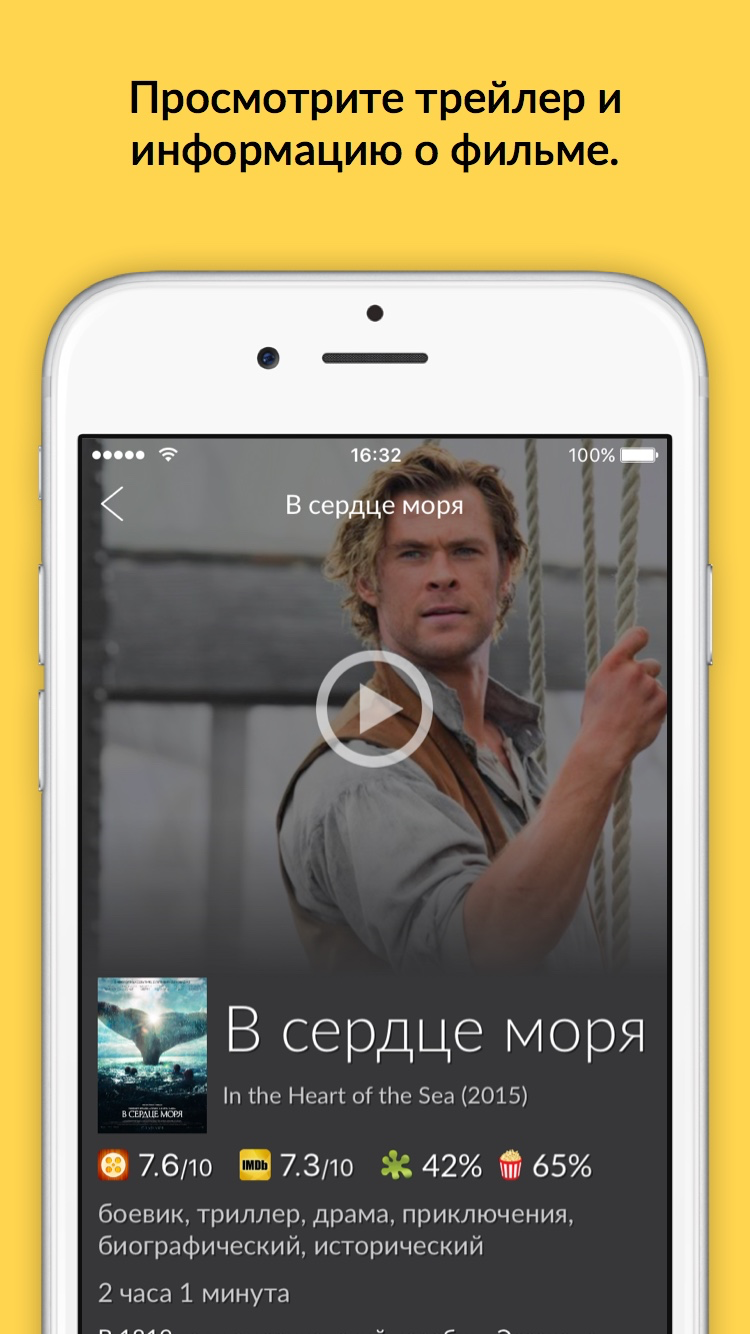 Просмотрите трейлер и
информацию о фильме.
16:32
100%
В сердце моря
В СЕРДЦЕ МОРЯ
В сердце моря
In the Heart of the Sea (2015)
7.6/10 IMDb 7.3/10 42% 65%
боевик, триллер, драма, приключения,
биографический, исторический
2 часа 1 минута